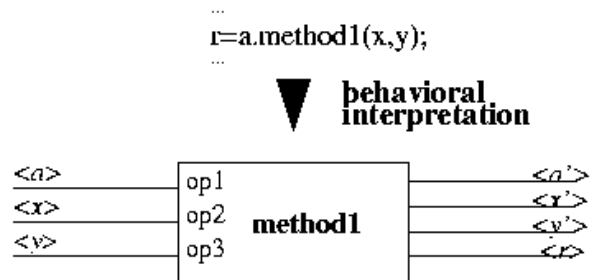 ...
r=a.method1(x,y);
...
behavioral
interpretation
<a>
<x>
<y>
op1
op2
op3
method1
<a'>
<x'>
<y'>
<r>